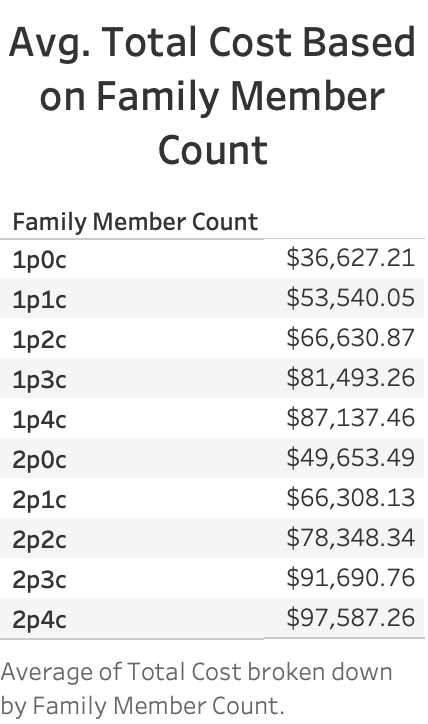 Avg. Total Cost Based
on Family Member
Count
Family Member Count
1p0c $36,627.21
1p1c $53,540.05
1p2c $66,630.87
1p3c $81,493.26
1p4c $87,137.46
2p0c $49,653.49
2p1c $66,308.13
2p2c $78,348.34
2p3c $91,690.76
2p4c $97,587.26
Average of Total Cost broken down
by Family Member Count.